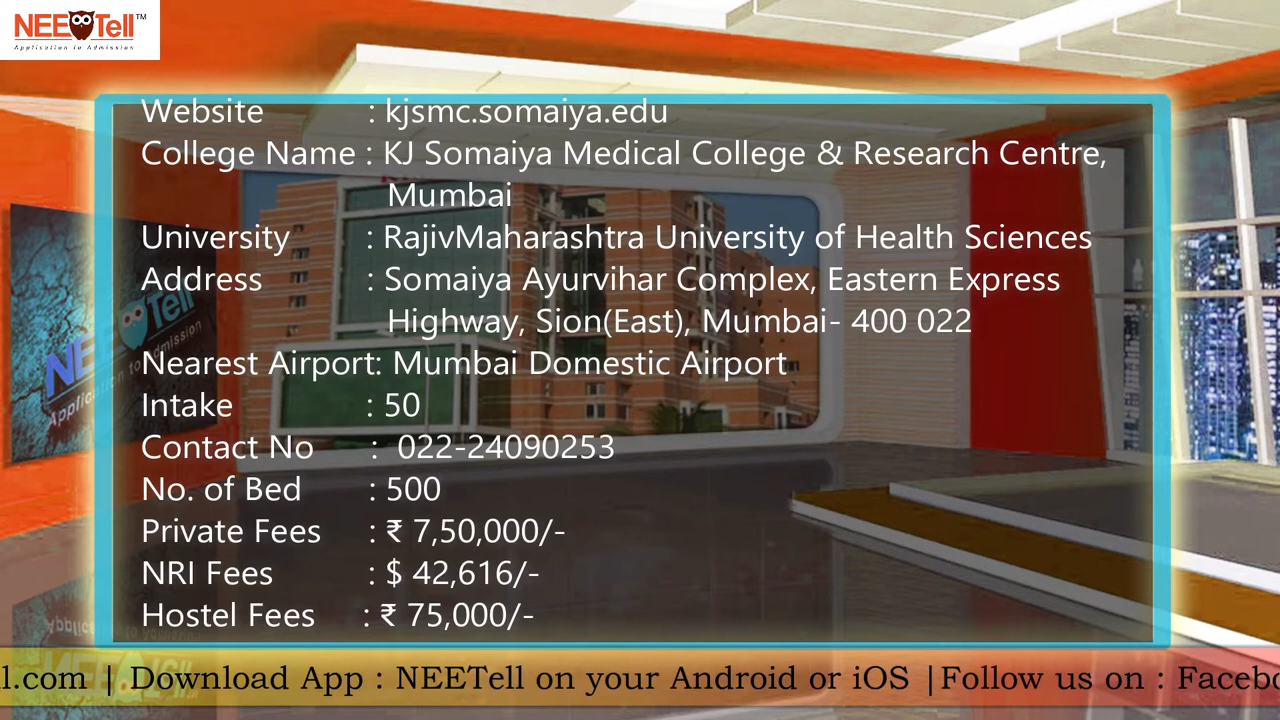 NEETell™
Application to Admission
Website : kjsmc.somaiya.edu
College Name : KJ Somaiya Medical College & Research Centre,
Mumbai
University : RajivMaharashtra University of Health Sciences
Address : Somaiya Ayurvihar Complex, Eastern Express
Highway, Sion(East), Mumbai- 400 022
Nearest Airport: Mumbai Domestic Airport
Intake : 50
Contact No : 022-24090253
No. of Bed : 500
Private Fees : ₹ 7,50,000/-
NRI Fees : $ 42,616/-
Hostel Fees : ₹ 75,000/-
NEETell
Application to Admission
l.com | Download App : NEETell on your Android or iOS |Follow us on : Facebo